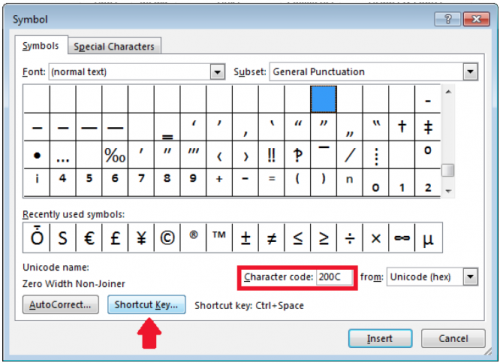 Symbol
Symbols Special Characters
Font: (normal text) Subset: General Punctuation
-
– – — — ‗ ‘ ’ ‚ ‛ “ ” „ ‟ † ‡
• … ‰ ′ ″ ‴ ‹ › ‼ ‽ ‾ ⁄ ⁞ ⁰
ⁱ ⁴ ⁵ ⁶ ⁷ ⁸ ⁹ ⁺ ⁻ ⁼ ⁽ ⁾ ⁿ ₀ ₁ ₂
Recently used symbols:
S € £ ¥ © ® ™ ± ≠ ≤ ≥ ÷ × ∞ µ
Unicode name:
Zero Width Non-Joiner
Character code: 200C from: Unicode (hex)
AutoCorrect... Shortcut Key... Shortcut key: Ctrl+Space
Insert Cancel